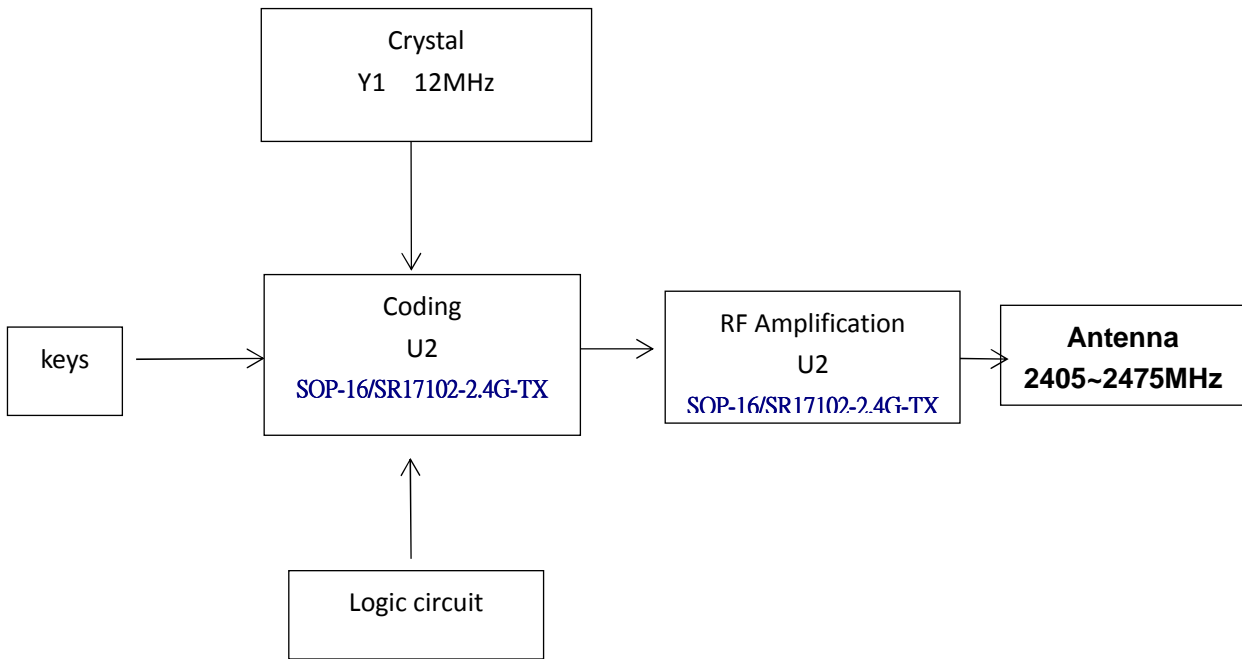 Crystal
Y1 12MHz
keys
Coding
U2
SOP-16/SR17102-2.4G-TX
RF Amplification
U2
SOP-16/SR17102-2.4G-TX
Antenna
2405~2475MHz
Logic circuit